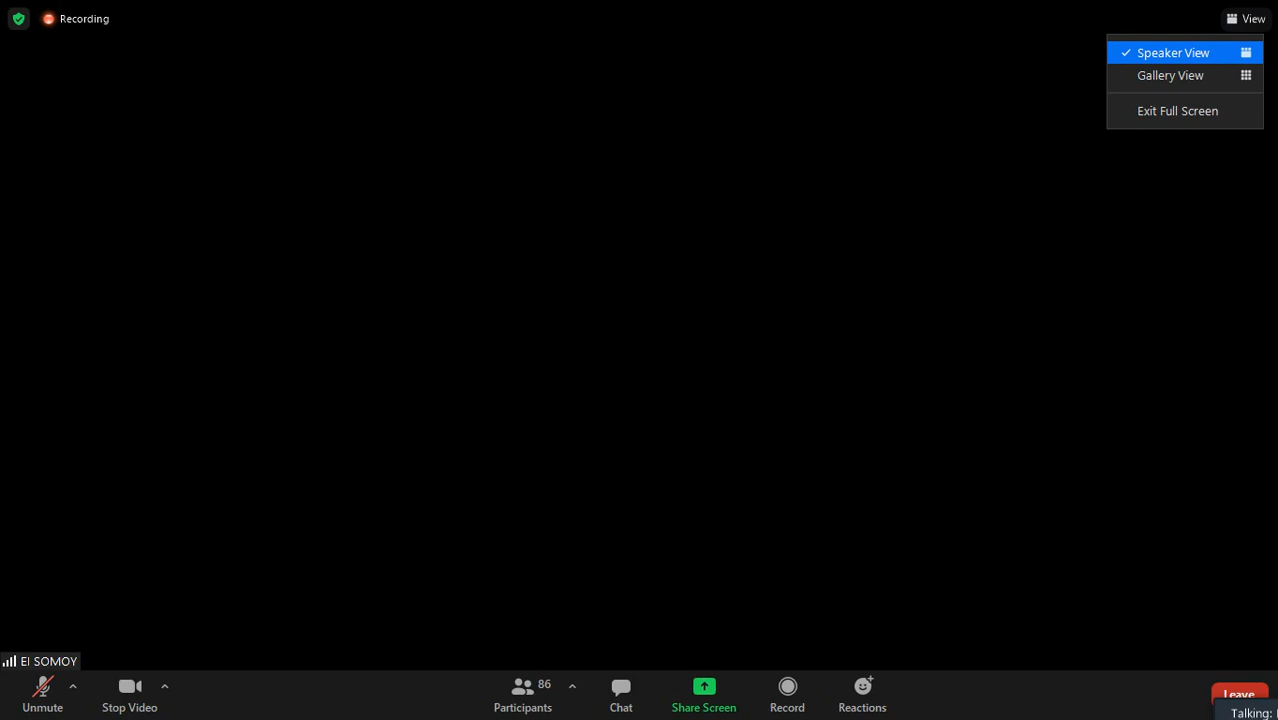 Recording
View
Speaker View
Gallery View
Exit Full Screen
EI SOMOY
Unmute
Stop Video
86
Participants
Chat
Share Screen
Record
Reactions
Leave
Talking: